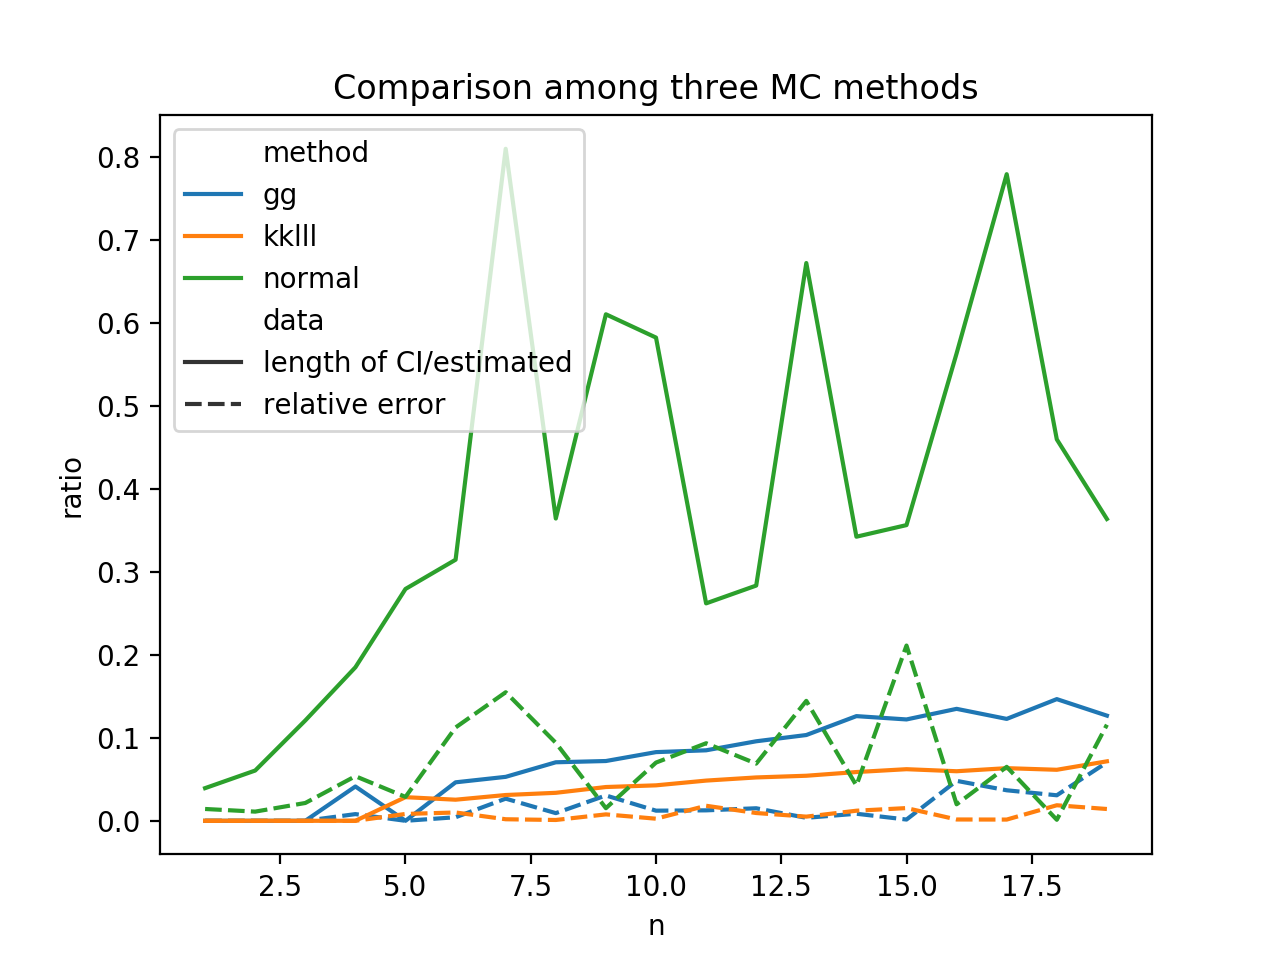 Comparison among three MC methods
method
gg
kklll
normal
data
length of CI/estimated
relative error
0.8
0.7
0.6
0.5
0.4
0.3
0.2
0.1
0.0
ratio
2.5 5.0 7.5 10.0 12.5 15.0 17.5
n